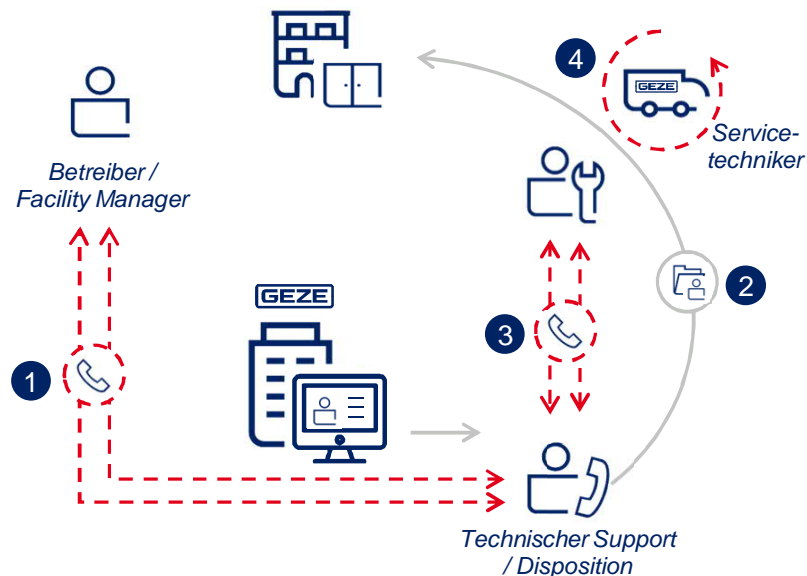 4
GEZE
Service-
techniker
Betreiber /
Facility Manager
2
GEZE
3
1
Technischer Support
/ Disposition